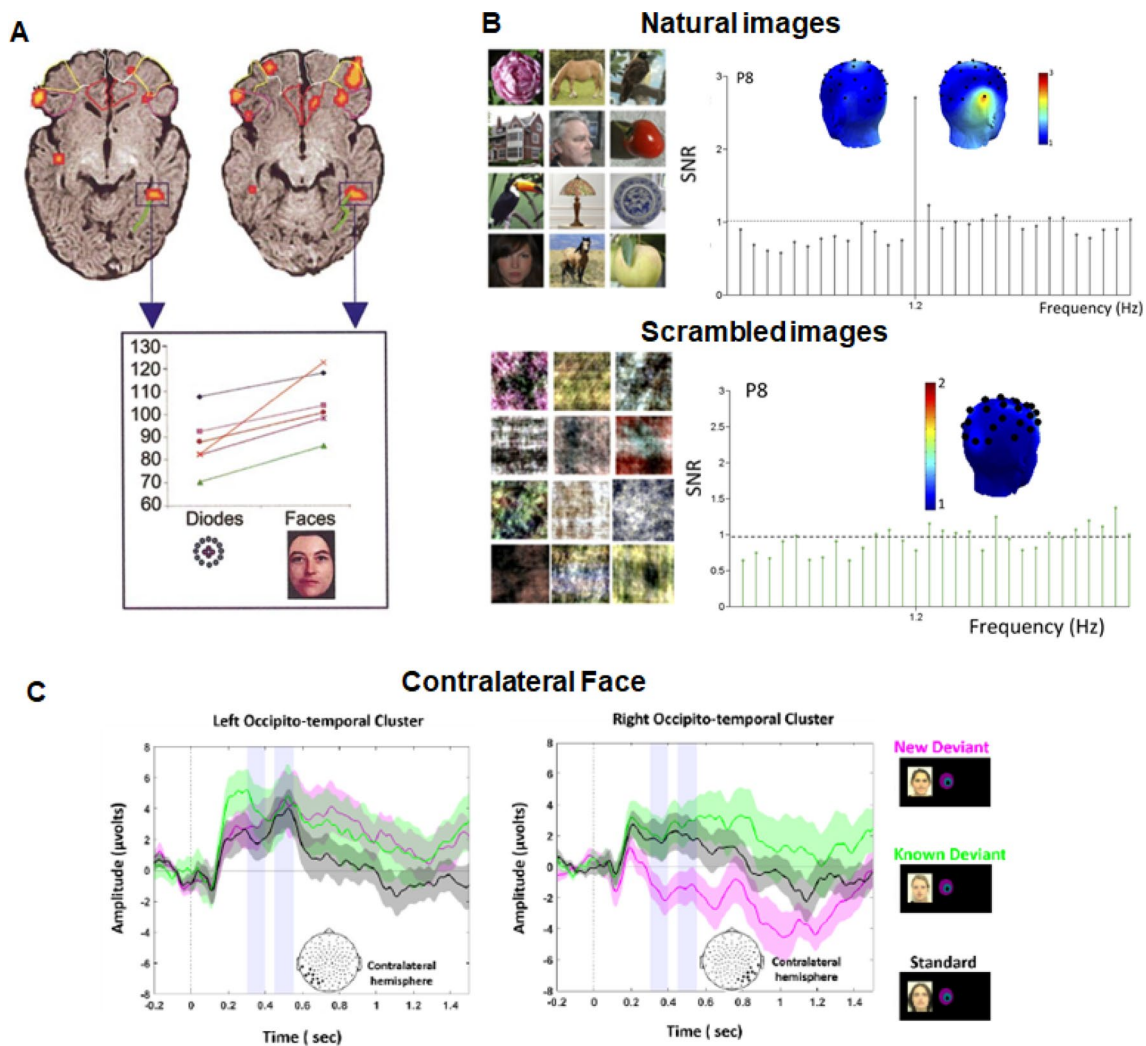 A
130
120
110
100
90
80
70
60
Diodes
Faces
B
Natural images
P8
3
1
3
2
1
0
SNR
1.2
Frequency (Hz)
Scrambled images
P8
2
1
3
2.5
2
1.5
1
0.5
0
SNR
1.2
Frequency (Hz)
C
Contralateral Face
Left Occipito-temporal Cluster
8
6
4
2
0
-2
-4
-6
-8
Amplitude (µvolts)
Contralateral
hemisphere
-0.2 0 0.2 0.4 0.6 0.8 1 1.2 1.4
Time ( sec)
Right Occipito-temporal Cluster
8
6
4
2
0
-2
-4
-6
-8
Amplitude (µvolts)
Contralateral
hemisphere
-0.2 0 0.2 0.4 0.6 0.8 1 1.2 1.4
Time ( sec)
New Deviant
Known Deviant
Standard